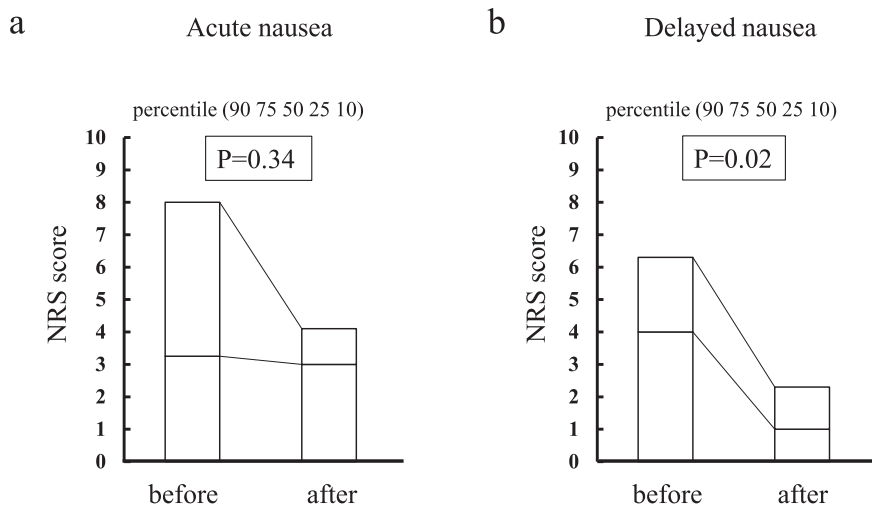 a
Acute nausea
percentile (90 75 50 25 10)
P=0.34
NRS score
10
9
8
7
6
5
4
3
2
1
0
before
after
b
Delayed nausea
percentile (90 75 50 25 10)
P=0.02
NRS score
10
9
8
7
6
5
4
3
2
1
0
before
after